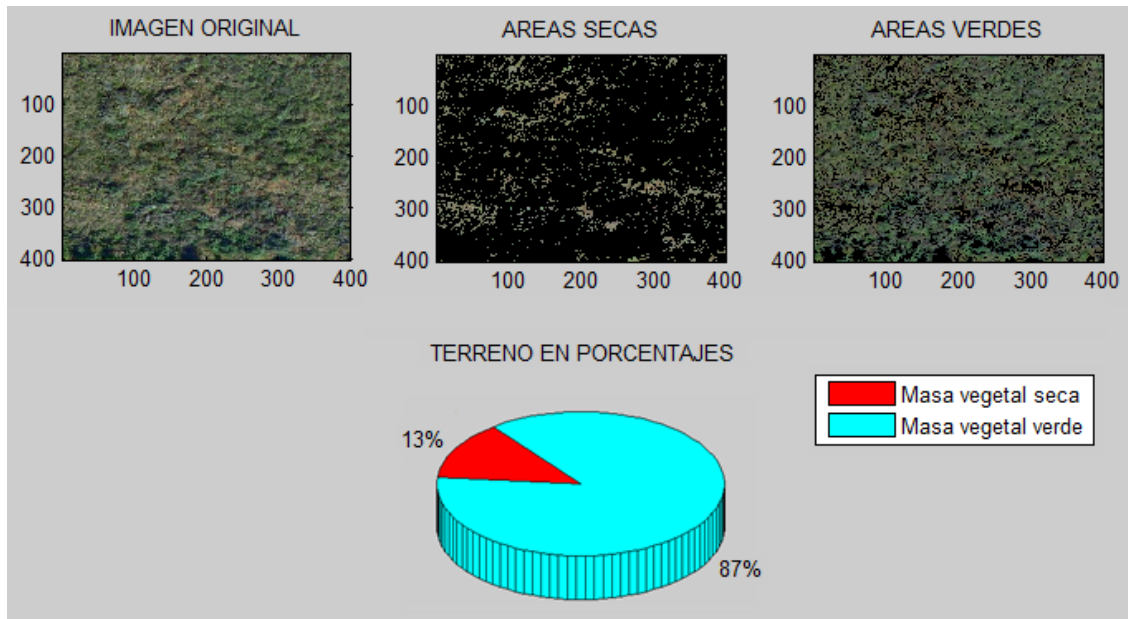 IMAGEN ORIGINAL
100
200
300
400
100 200 300 400
AREAS SECAS
100
200
300
400
100 200 300 400
AREAS VERDES
100
200
300
400
100 200 300 400
TERRENO EN PORCENTAJES
13%
87%
Masa vegetal seca
Masa vegetal verde